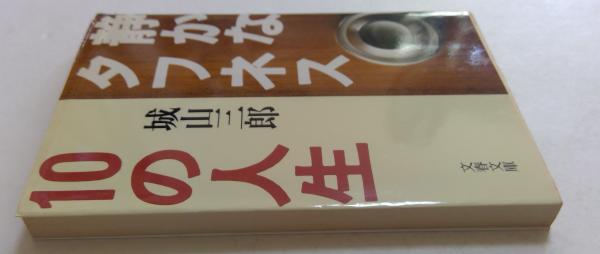 静かな
タフネス
10の人生
城山三郎
文春文庫